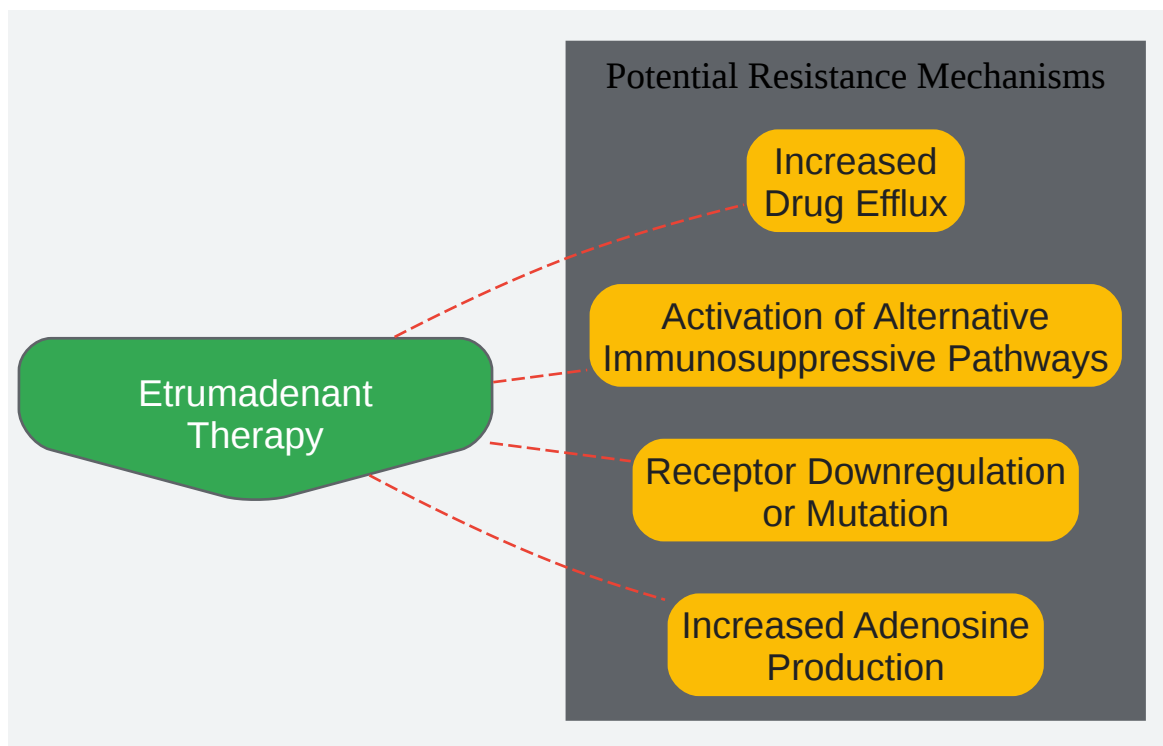 Potential Resistance Mechanisms
Increased
Drug Efflux
Activation of Alternative
Immunosuppressive Pathways
Etrumadenant
Therapy
Receptor Downregulation
or Mutation
Increased Adenosine
Production